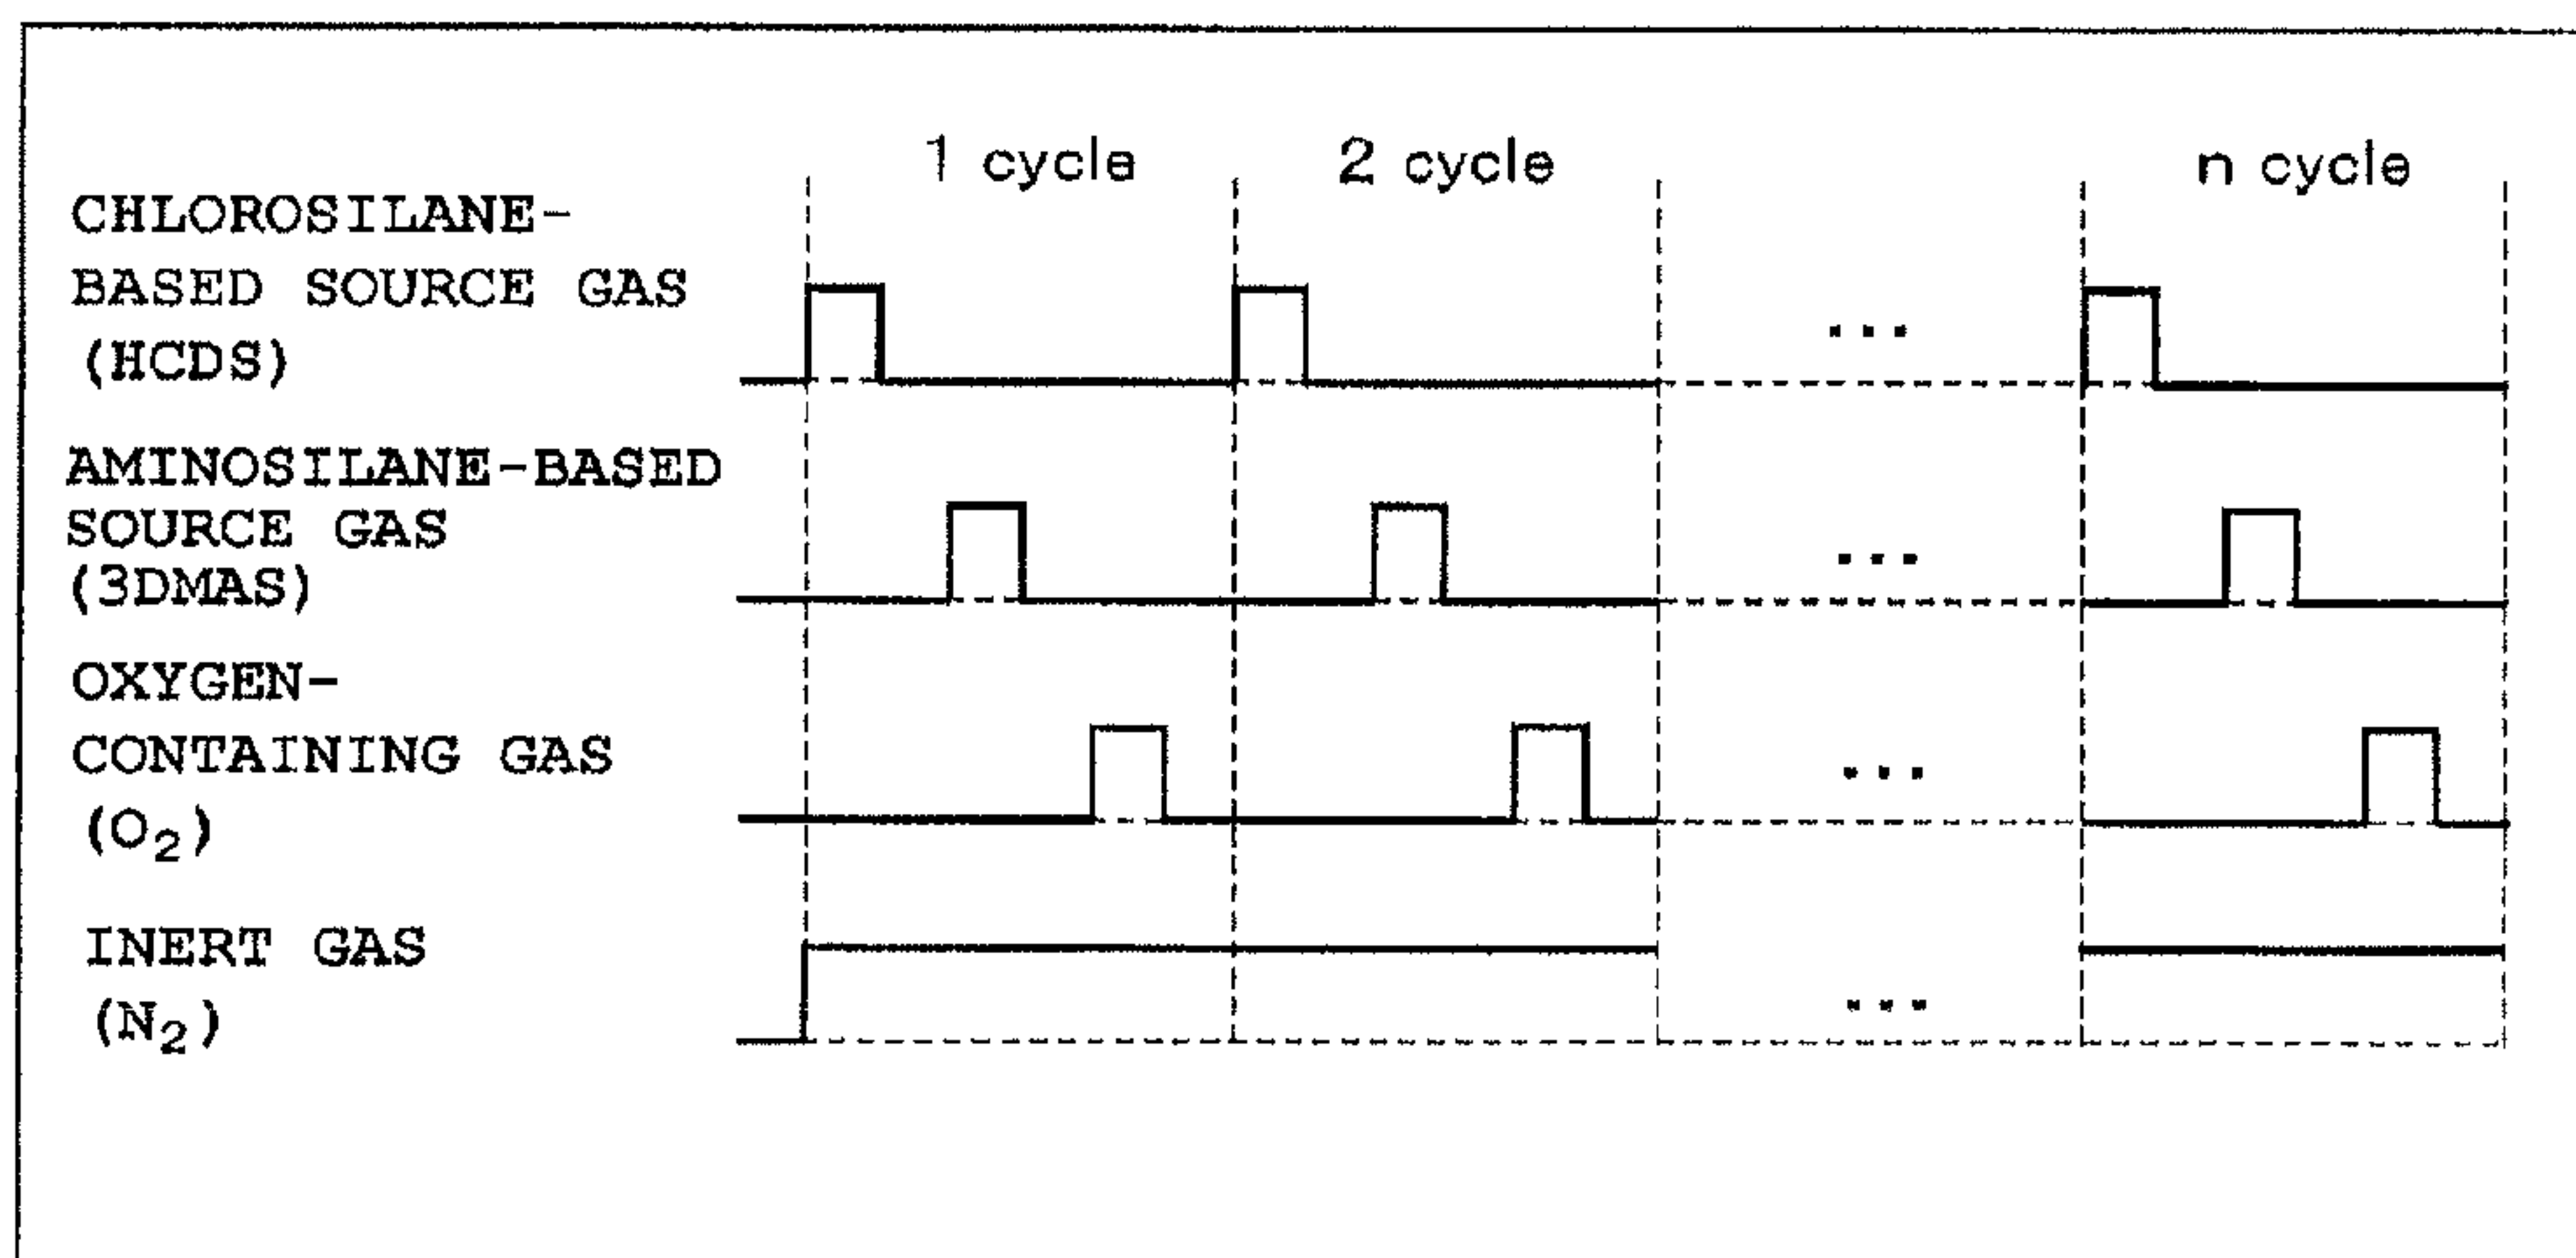 1 cycle 2 cycle n cycle
CHLOROSILANE-
BASED SOURCE GAS
(HCDS)
...
AMINOSILANE-BASED
SOURCE GAS
(3DMAS)
...
OXYGEN-
CONTAINING GAS
(O₂)
...
INERT GAS
(N₂)
...